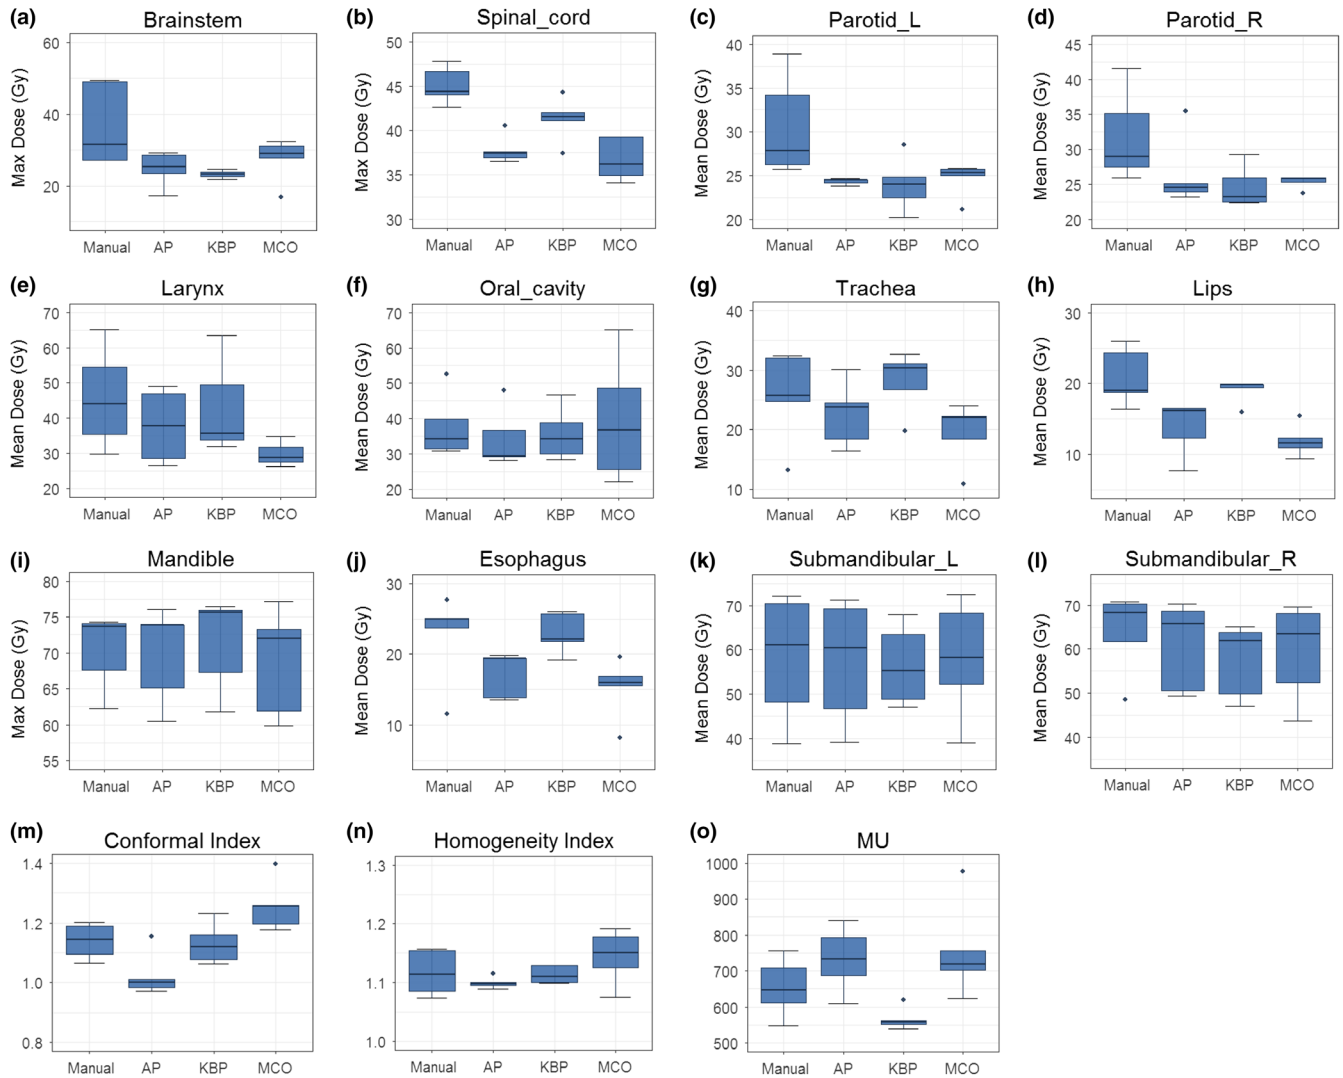 (a) Brainstem
Max Dose (Gy)
60
40
20
Manual AP KBP MCO
(b) Spinal_cord
Max Dose (Gy)
50
45
40
35
30
Manual AP KBP MCO
(c) Parotid_L
Mean Dose (Gy)
40
35
30
25
20
Manual AP KBP MCO
(d) Parotid_R
Mean Dose (Gy)
45
40
35
30
25
20
Manual AP KBP MCO
(e) Larynx
Mean Dose (Gy)
70
60
50
40
30
20
Manual AP KBP MCO
(f) Oral_cavity
Mean Dose (Gy)
70
60
50
40
30
20
Manual AP KBP MCO
(g) Trachea
Mean Dose (Gy)
40
30
20
10
Manual AP KBP MCO
(h) Lips
Mean Dose (Gy)
30
20
10
Manual AP KBP MCO
(i) Mandible
Max Dose (Gy)
80
75
70
65
60
55
Manual AP KBP MCO
(j) Esophagus
Mean Dose (Gy)
30
20
10
Manual AP KBP MCO
(k) Submandibular_L
Mean Dose (Gy)
70
60
50
40
Manual AP KBP MCO
(l) Submandibular_R
Mean Dose (Gy)
70
60
50
40
Manual AP KBP MCO
(m) Conformal Index
1.4
1.2
1.0
0.8
Manual AP KBP MCO
(n) Homogeneity Index
1.3
1.2
1.1
1.0
Manual AP KBP MCO
(o) MU
1000
900
800
700
600
500
Manual AP KBP MCO